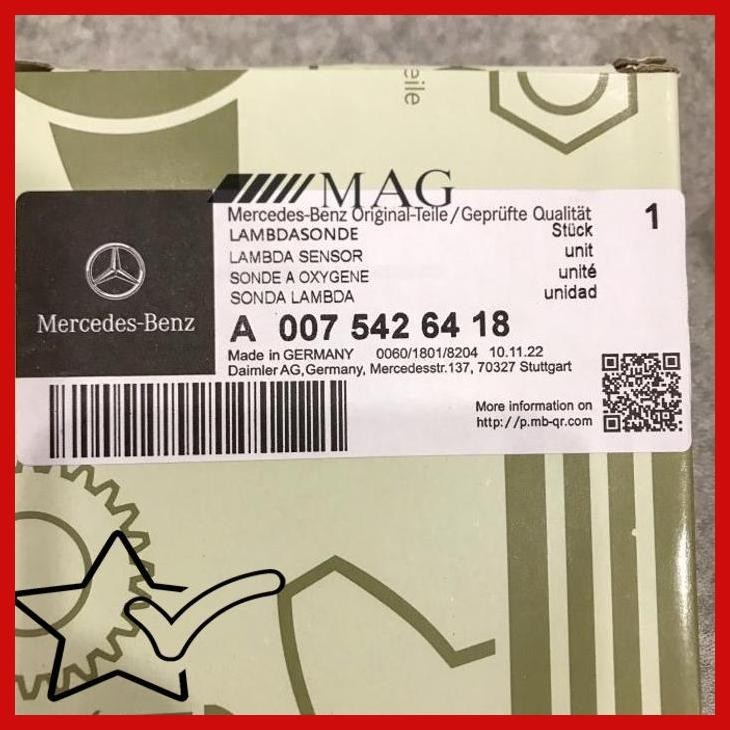 eile
MAG
Mercedes-Benz Original-Teile/Geprüfte Qualität
1
LAMBDASONDE Stück
LAMBDA SENSOR unit
SONDE A OXYGENE unité
SONDA LAMBDA unidad
Mercedes-Benz
A 007 542 64 18
Made in GERMANY 0060/1801/8204 10.11.22
Daimler AG,Germany, Mercedesstr.137, 70327 Stuttgart
More information on
http://p.mb-qr.com